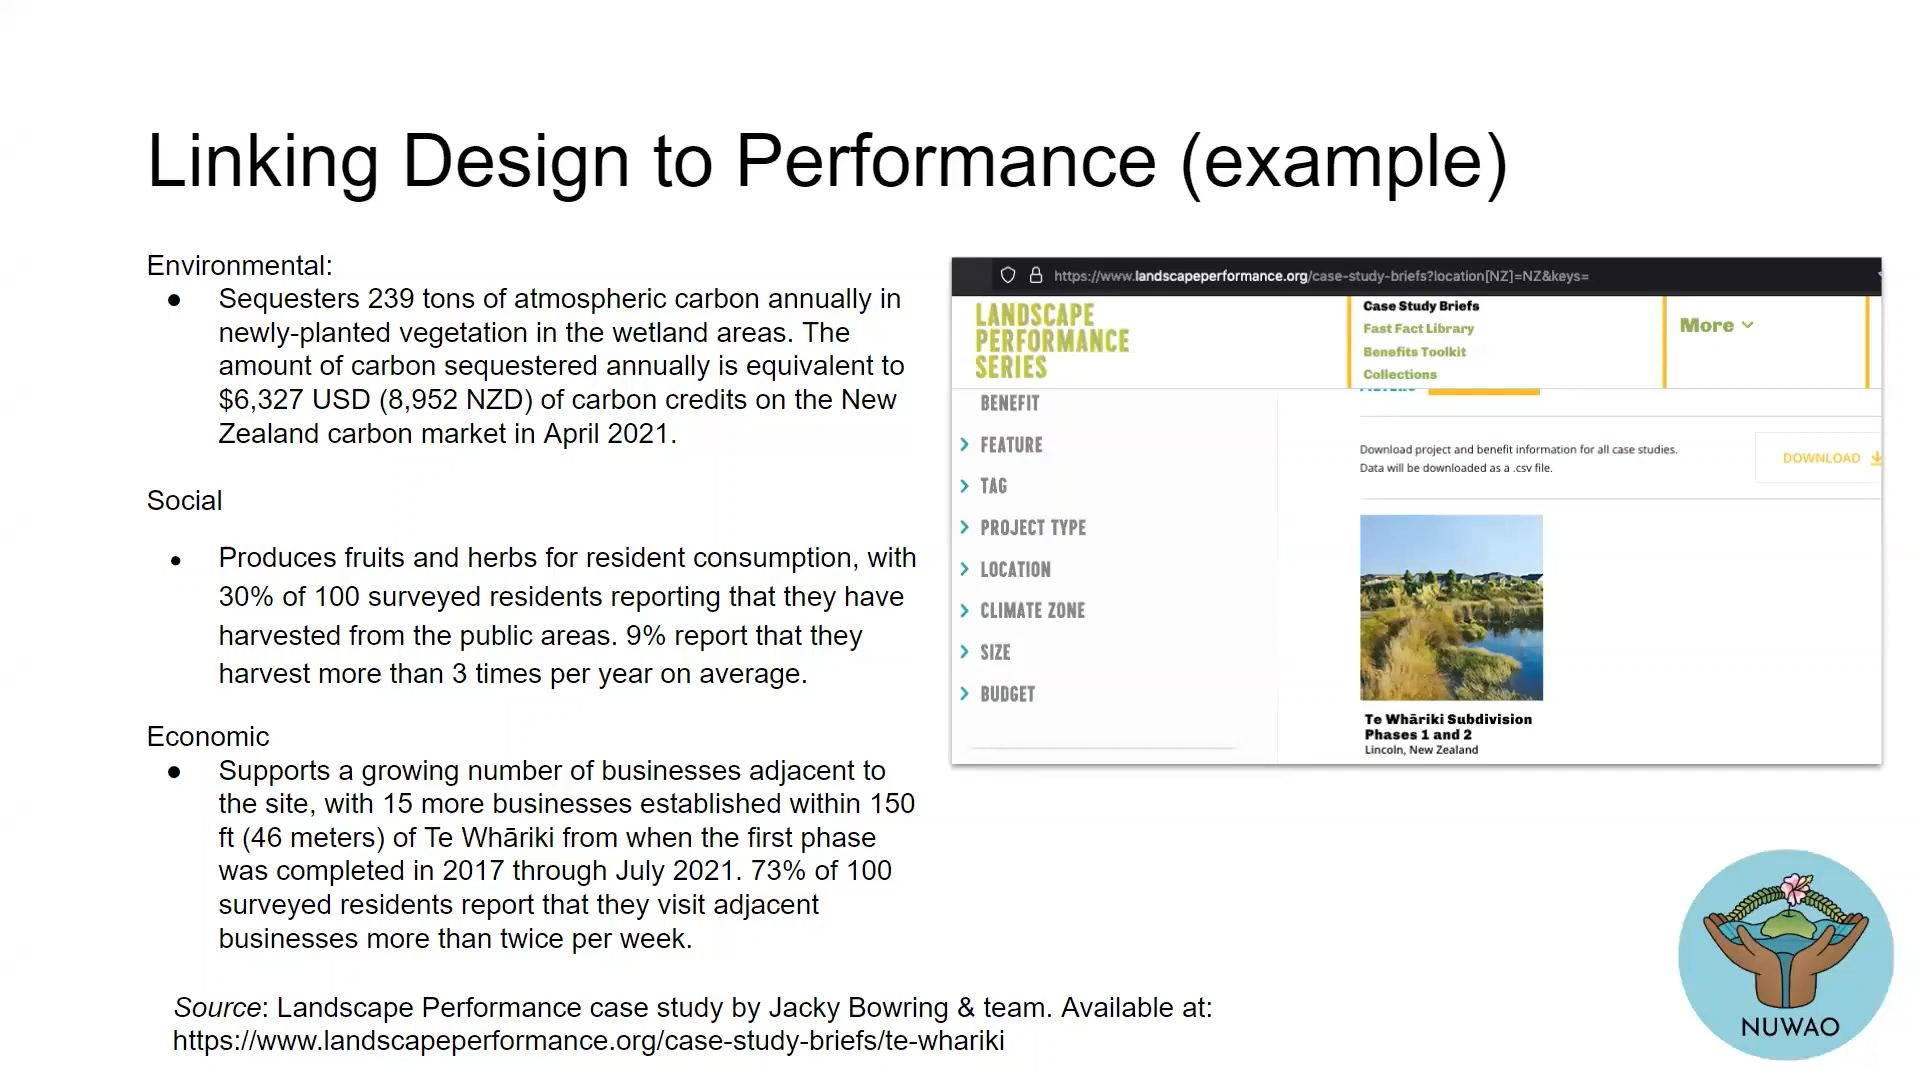 Linking Design to Performance (example)
Environmental:
● Sequesters 239 tons of atmospheric carbon annually in
newly-planted vegetation in the wetland areas. The
amount of carbon sequestered annually is equivalent to
$6,327 USD (8,952 NZD) of carbon credits on the New
Zealand carbon market in April 2021.
Social
● Produces fruits and herbs for resident consumption, with
30% of 100 surveyed residents reporting that they have
harvested from the public areas. 9% report that they
harvest more than 3 times per year on average.
Economic
● Supports a growing number of businesses adjacent to
the site, with 15 more businesses established within 150
ft (46 meters) of Te Whāriki from when the first phase
was completed in 2017 through July 2021. 73% of 100
surveyed residents report that they visit adjacent
businesses more than twice per week.
Source: Landscape Performance case study by Jacky Bowring & team. Available at:
https://www.landscapeperformance.org/case-study-briefs/te-whariki
https://www.landscapeperformance.org/case-study-briefs?location[NZ]=NZ&keys=
LANDSCAPE
PERFORMANCE
SERIES
Case Study Briefs
Fast Fact Library
Benefits Toolkit
Collections
More
BENEFIT
FEATURE
TAG
PROJECT TYPE
LOCATION
CLIMATE ZONE
SIZE
BUDGET
Download project and benefit information for all case studies.
Data will be downloaded as a .csv file.
DOWNLOAD
Te Whāriki Subdivision
Phases 1 and 2
Lincoln, New Zealand
NUWAO